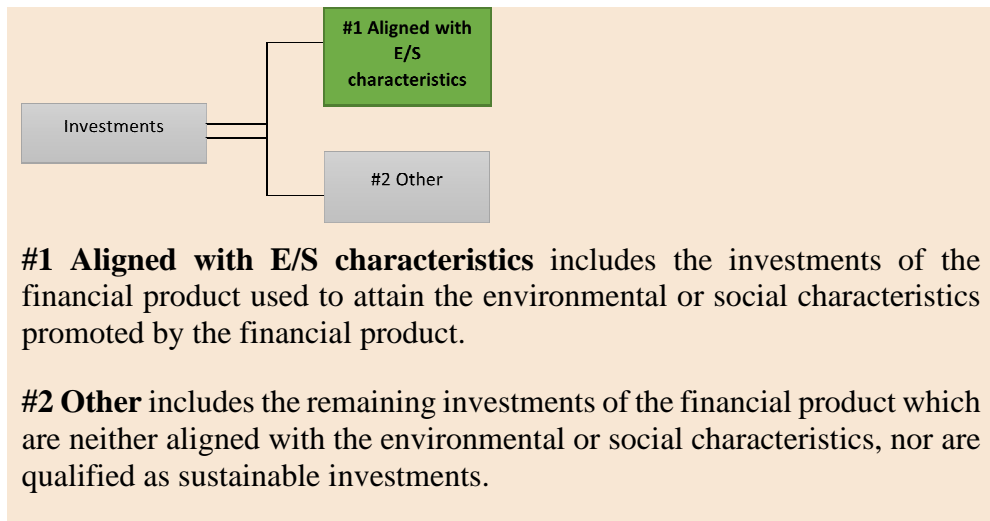 #1 Aligned with
E/S
characteristics
Investments
#2 Other
#1 Aligned with E/S characteristics includes the investments of the
financial product used to attain the environmental or social characteristics
promoted by the financial product.
#2 Other includes the remaining investments of the financial product which
are neither aligned with the environmental or social characteristics, nor are
qualified as sustainable investments.